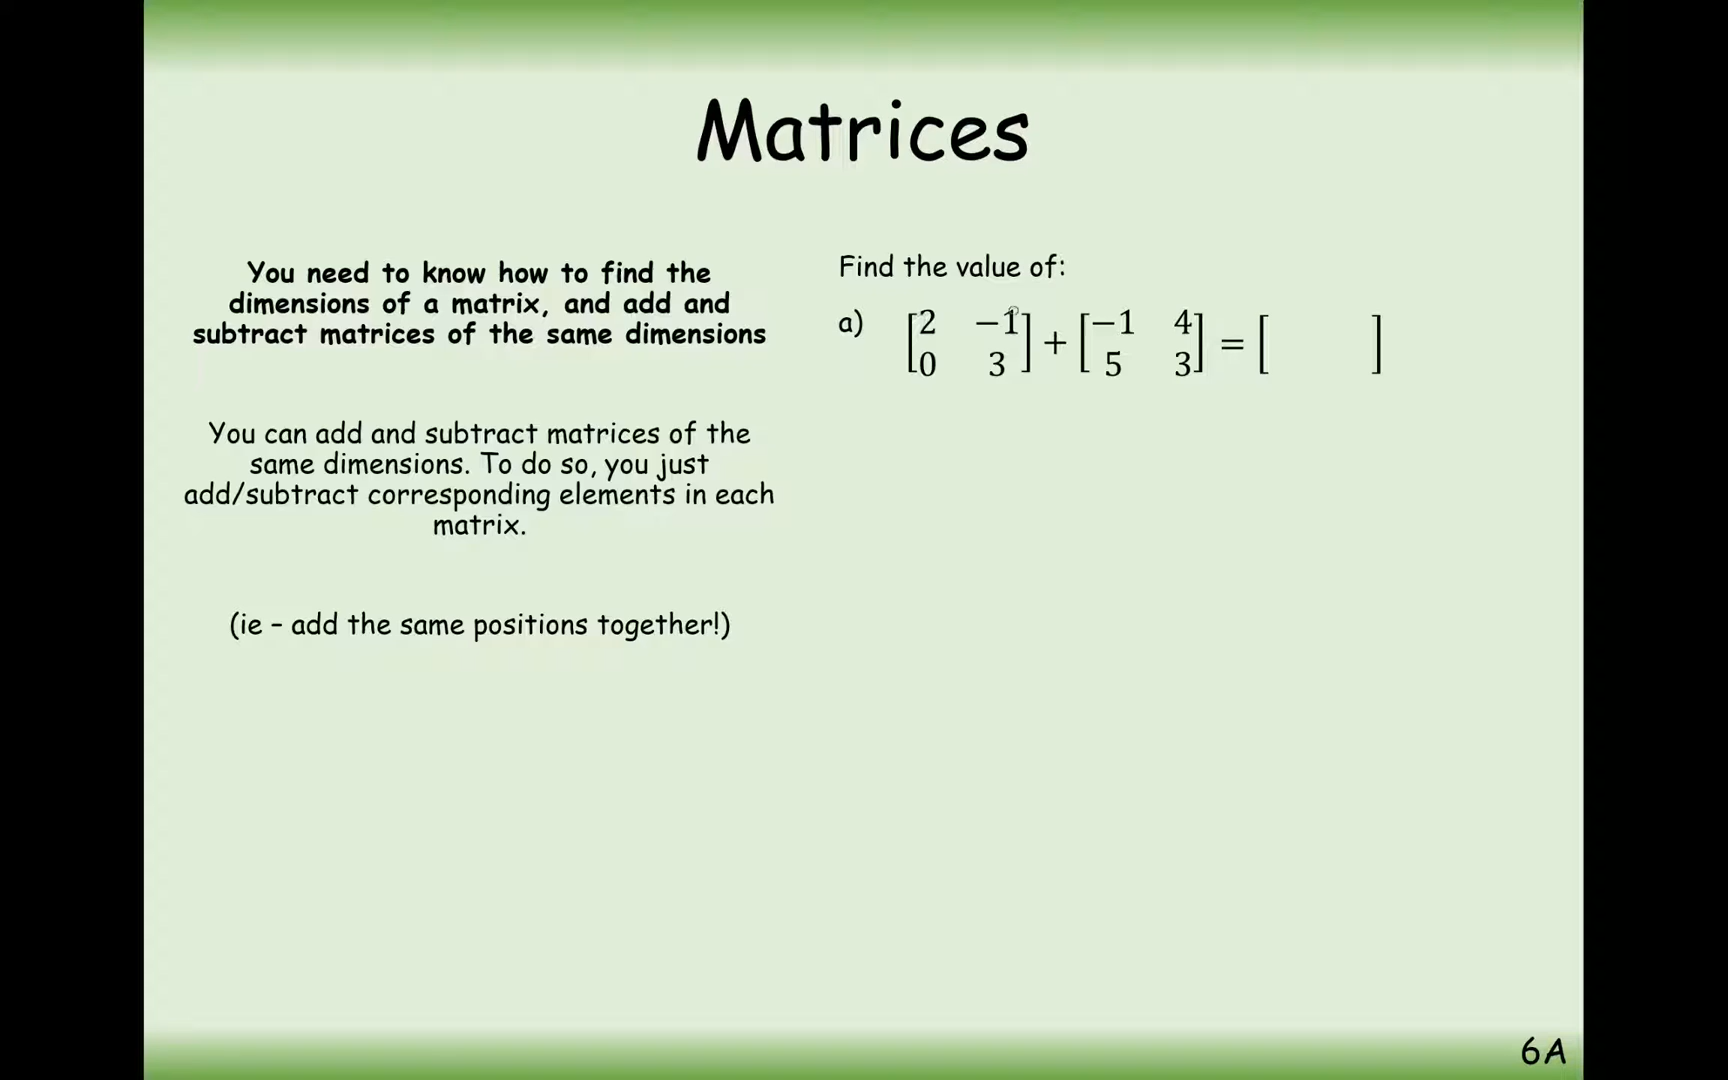 Matrices
You need to know how to find the
dimensions of a matrix, and add and
subtract matrices of the same dimensions
You can add and subtract matrices of the
same dimensions. To do so, you just
add/subtract corresponding elements in each
matrix.
(ie – add the same positions together!)
Find the value of:
a) [2 −1] + [−1 4] = [ ]
[0 3] [5 3]
6A